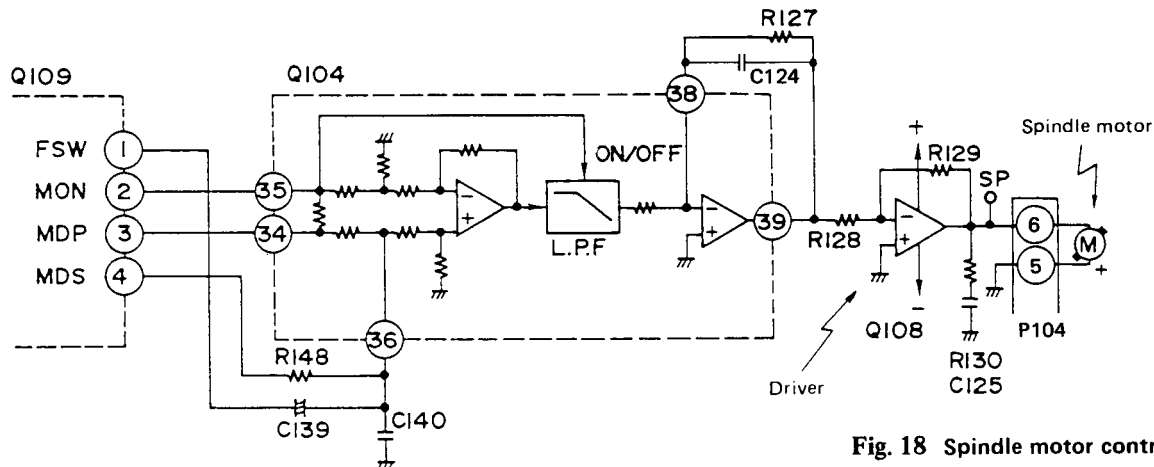 R127
C124
Q109
Q104
38
FSW 1
MON 2
MDP 3
MDS 4
35
34
ON/OFF
L.P.F
39
36
R148
C139
C140
R128
R129
+
−
+
−
−
+
−
+
+
−
SP
Spindle motor
6
5
M
+
P104
Q108
Driver
R130
C125
Fig. 18 Spindle motor contr